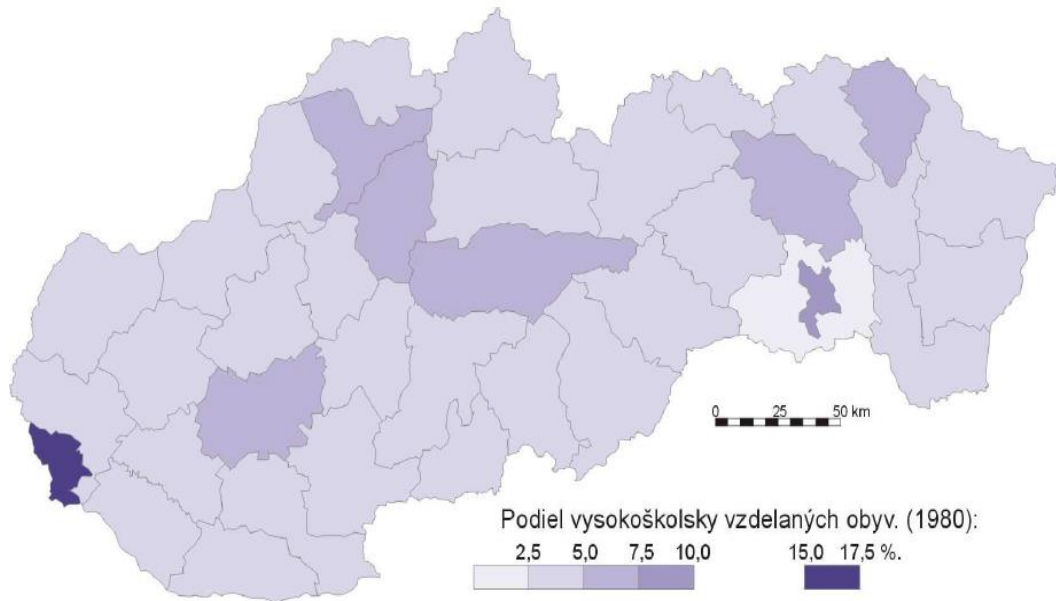 0 25 50 km
Podiel vysokoškolsky vzdelaných obyv. (1980):
2,5 5,0 7,5 10,0 15,0 17,5 %.